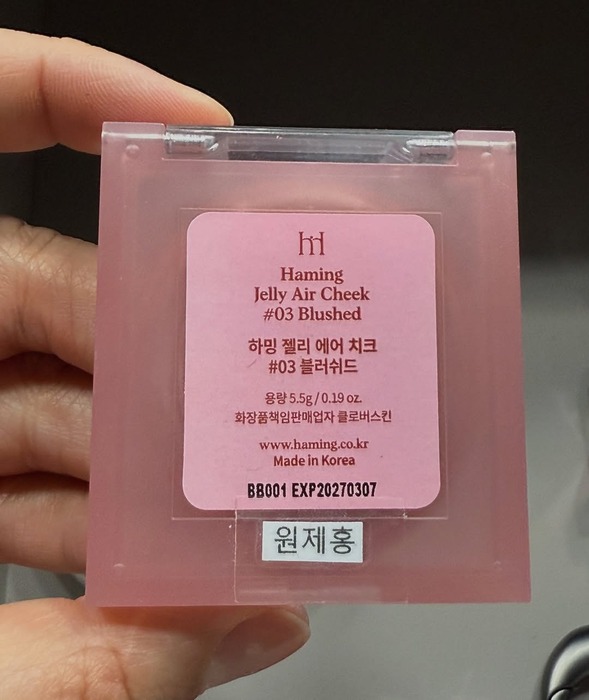 Haming
Jelly Air Cheek
#03 Blushed
하밍 젤리 에어 치크
#03 블러쉬드
용량 5.5g / 0.19 oz.
화장품책임판매업자 클로버스킨
www.haming.co.kr
Made in Korea
BB001 EXP20270307
원제홍